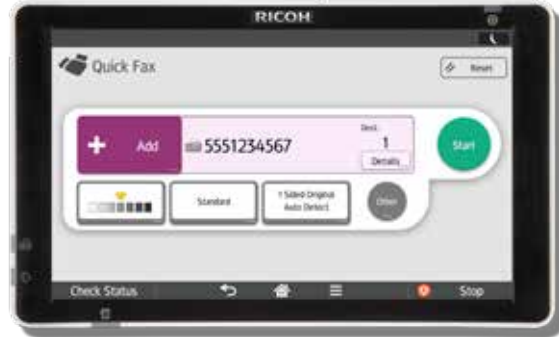 RICOH
Quick Fax
Reset
Add
5551234567
Dest.
1
Details
Start
Standard
1 Sided Original
Auto Detect
Other
Check Status
Stop